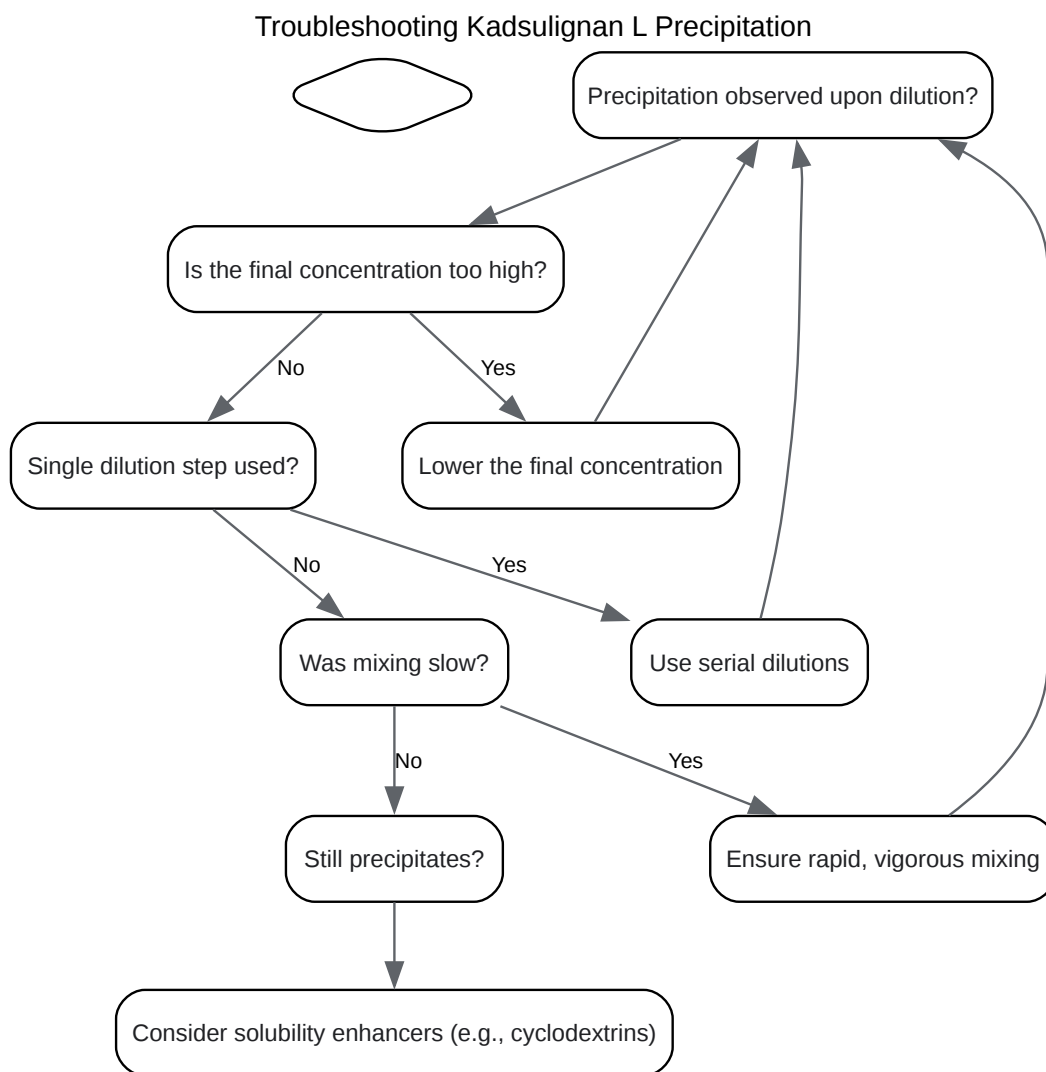 Troubleshooting Kadsulignan L Precipitation
Precipitation observed upon dilution?
Is the final concentration too high?
No
Yes
Single dilution step used?
Lower the final concentration
No
Yes
Was mixing slow?
Use serial dilutions
No
Yes
Still precipitates?
Ensure rapid, vigorous mixing
Consider solubility enhancers (e.g., cyclodextrins)